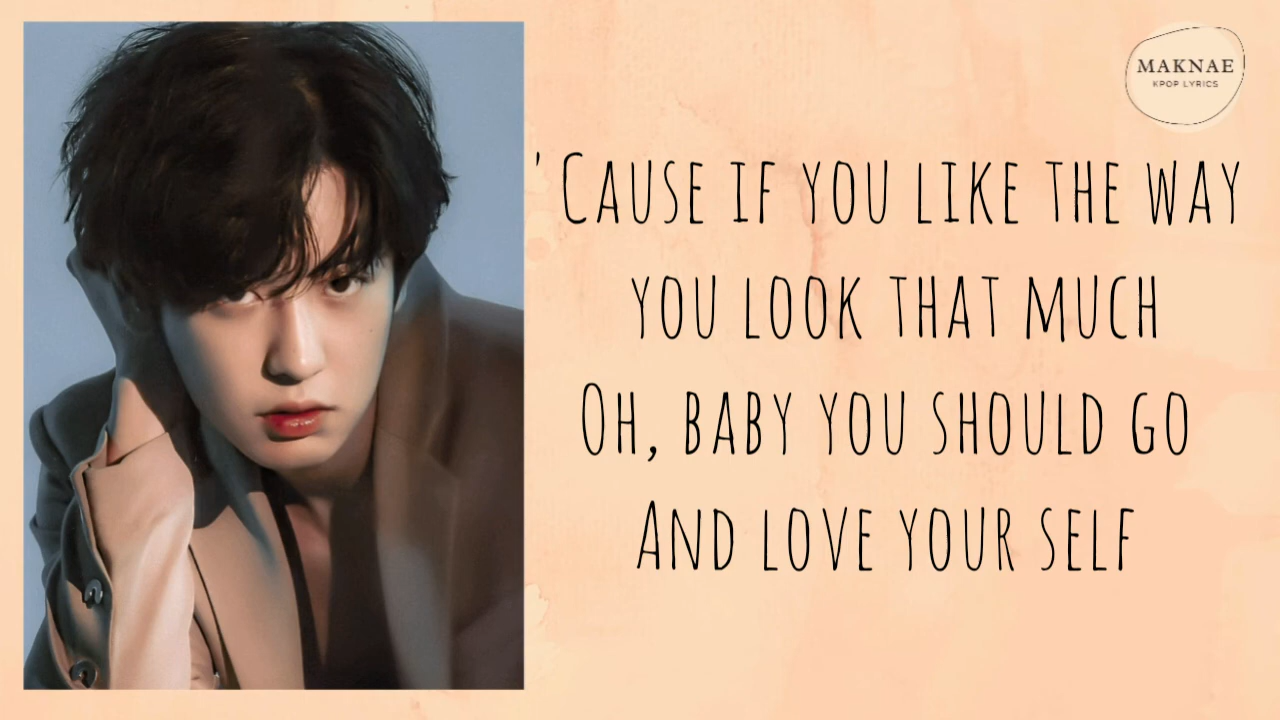 MAKNAE
KPOP LYRICS
'Cause if you like the way
you look that much
Oh, baby you should go
And love your self